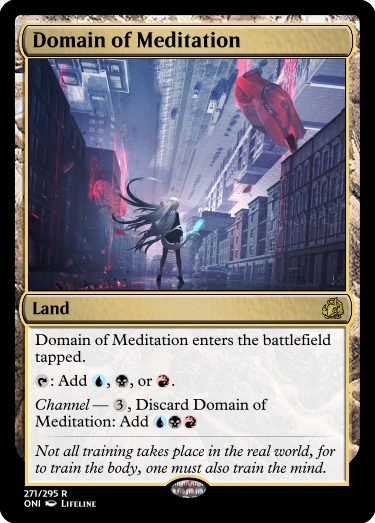 Domain of Meditation
Land
Domain of Meditation enters the battlefield
tapped.
: Add , , or .
Channel — 3, Discard Domain of
Meditation: Add
Not all training takes place in the real world, for
to train the body, one must also train the mind.
271/295 R
ONI Lifeline